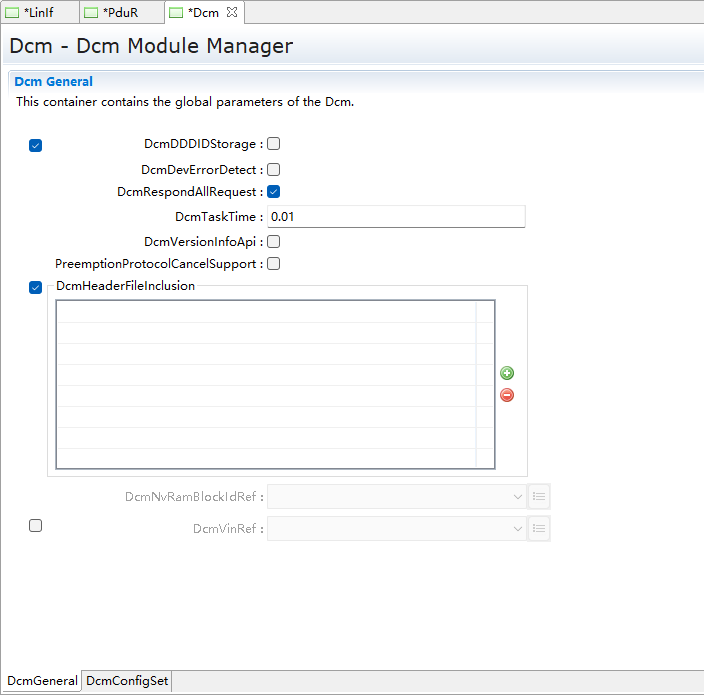 *LinIf *PduR *Dcm
Dcm - Dcm Module Manager
Dcm General
This container contains the global parameters of the Dcm.
DcmDDDIDStorage :
DcmDevErrorDetect :
DcmRespondAllRequest :
DcmTaskTime : 0.01
DcmVersionInfoApi :
PreemptionProtocolCancelSupport :
DcmHeaderFileInclusion
DcmNvRamBlockIdRef :
DcmVinRef :
DcmGeneral DcmConfigSet